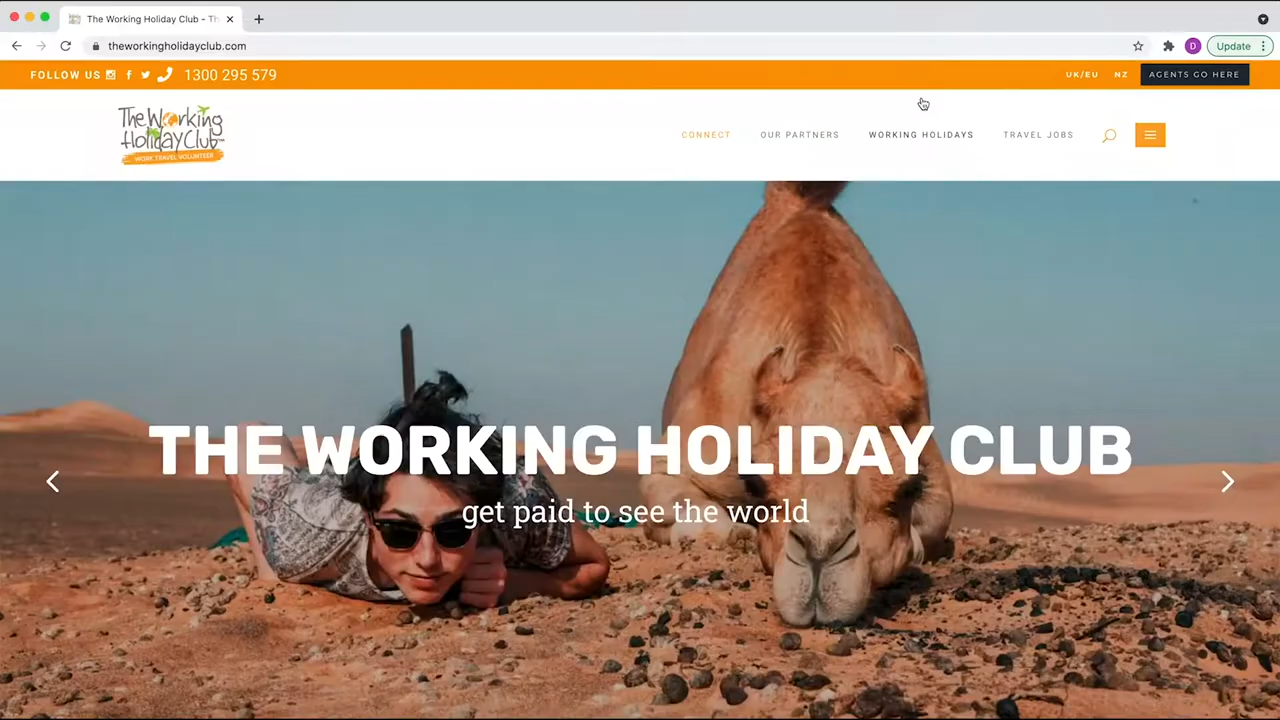 The Working Holiday Club - Th
theworkingholidayclub.com
D
Update
FOLLOW US
1300 295 579
UK/EU
NZ
AGENTS GO HERE
The Working
Holiday Club
WORK TRAVEL VOLUNTEER
CONNECT
OUR PARTNERS
WORKING HOLIDAYS
TRAVEL JOBS
THE WORKING HOLIDAY CLUB
get paid to see the world